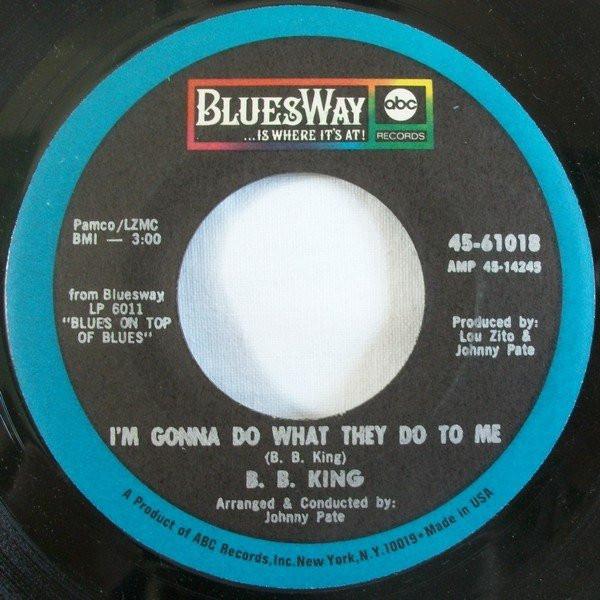 BLUESWAY
...IS WHERE IT'S AT!
abc
RECORDS
Pamco/LZMC
BMI — 3:00
45-61018
AMP 45-14245
from Bluesway
LP 6011
"BLUES ON TOP
OF BLUES"
Produced by:
Lou Zito &
Johnny Pate
I'M GONNA DO WHAT THEY DO TO ME
(B. B. King)
B. B. KING
Arranged & Conducted by:
Johnny Pate
A Product of ABC Records, Inc. New York, N.Y. 10019 • Made in USA